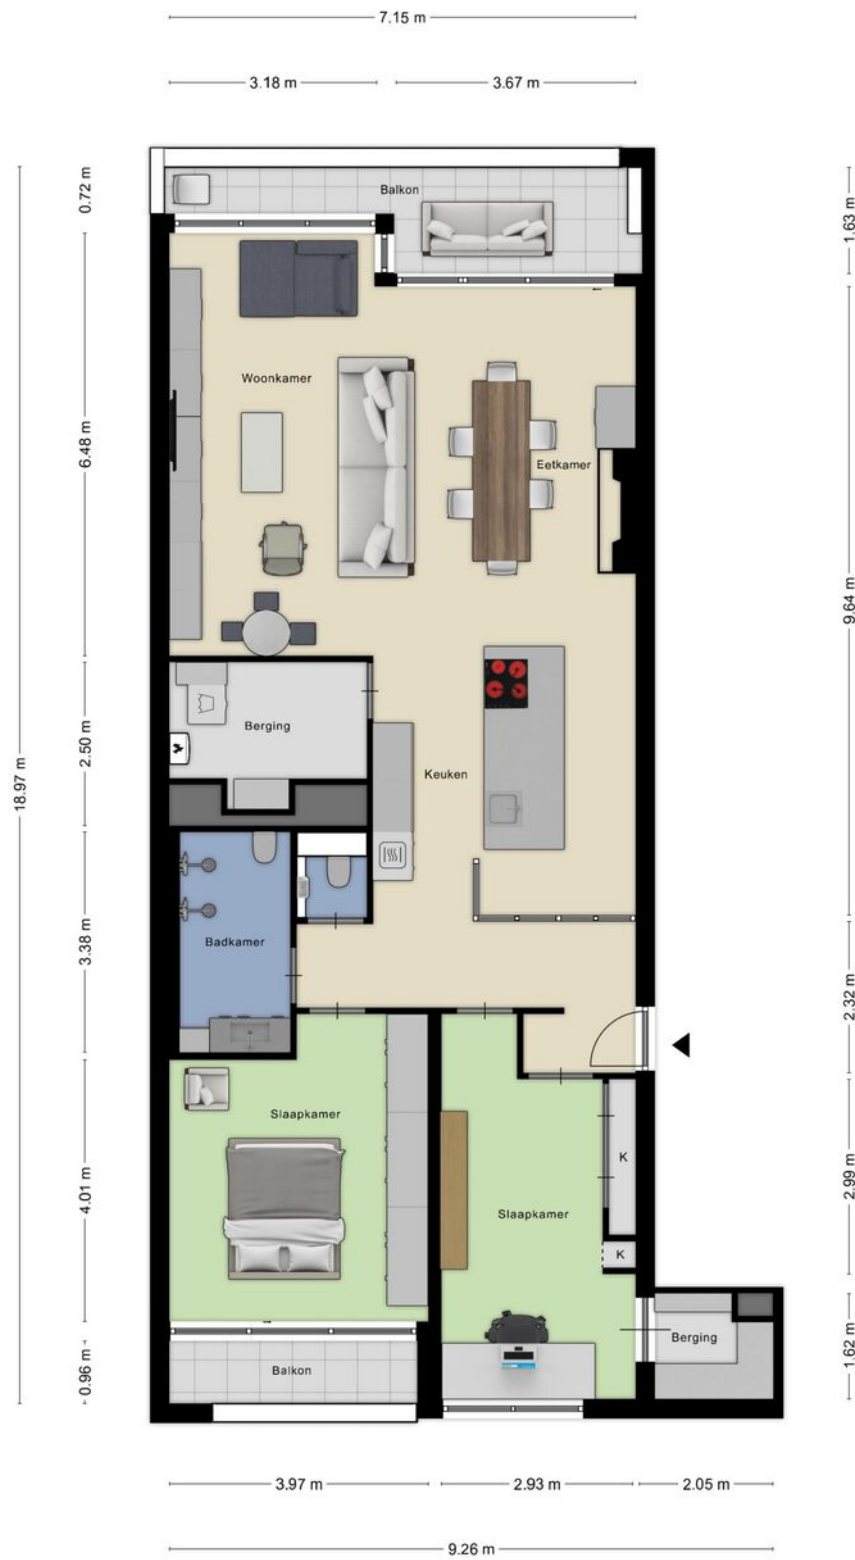 7.15 m
3.18 m
3.67 m
0.72 m
1.63 m
Balkon
Woonkamer
6.48 m
Eetkamer
9.64 m
Berging
2.50 m
Keuken
18.97 m
Badkamer
3.38 m
2.32 m
Slaapkamer
K
4.01 m
2.99 m
Slaapkamer
K
Berging
1.62 m
Balkon
0.96 m
3.97 m
2.93 m
2.05 m
9.26 m